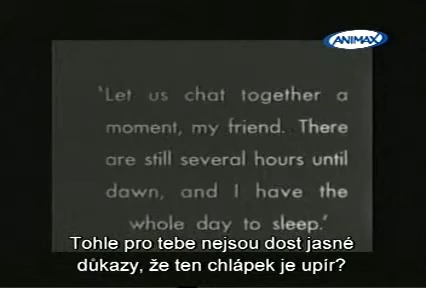 ANIMAX
'Let us chat together a
moment, my friend. There
are still several hours until
dawn, and I have the
whole day to sleep.'
Tohle pro tebe nejsou dost jasné
důkazy, že ten chlápek je upír?